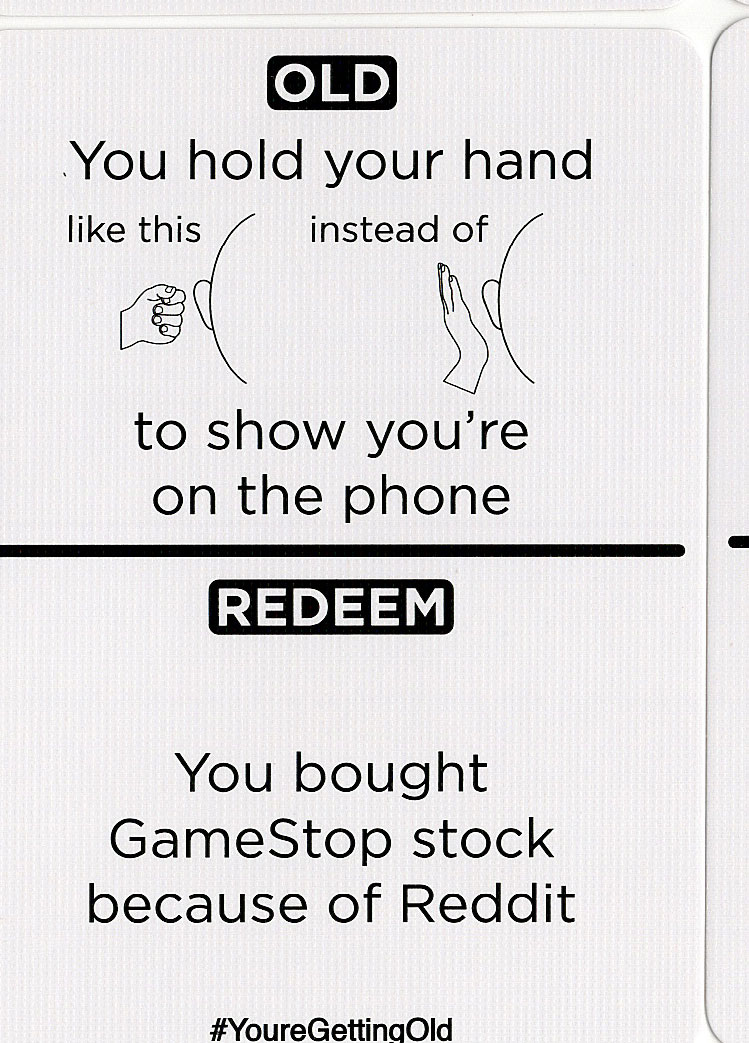 OLD
You hold your hand
like this instead of
to show you're
on the phone
REDEEM
You bought
GameStop stock
because of Reddit
#YoureGettingOld